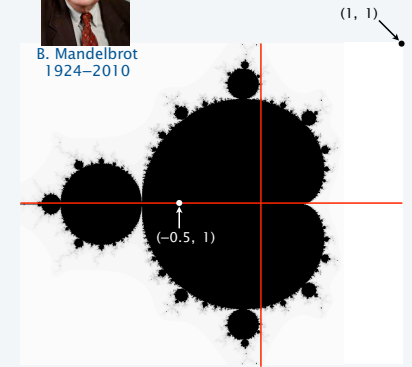 (1, 1)
B. Mandelbrot
1924–2010
(−0.5, 1)